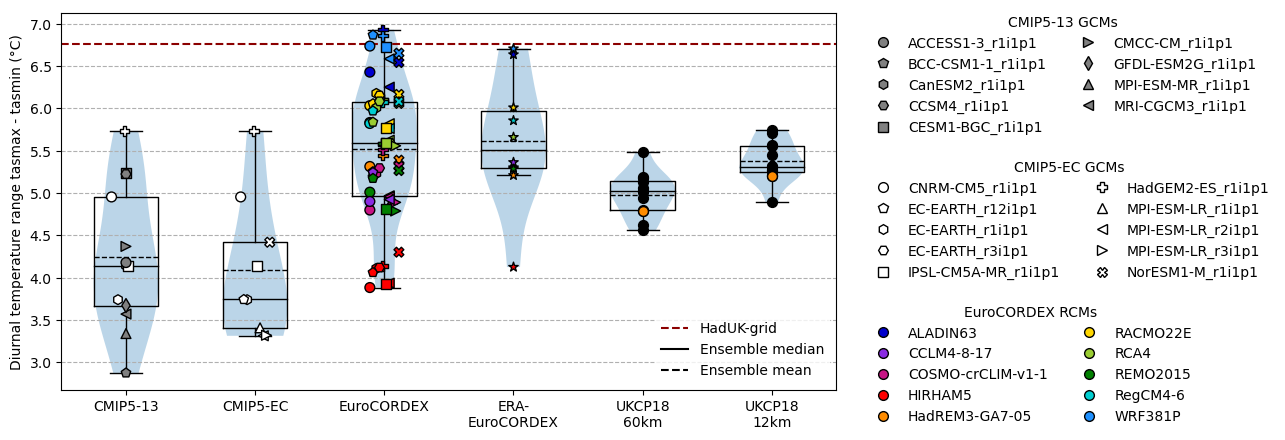 Diurnal temperature range tasmax - tasmin (°C)
7.0
6.5
6.0
5.5
5.0
4.5
4.0
3.5
3.0
HadUK-grid
Ensemble median
Ensemble mean
CMIP5-13
CMIP5-EC
EuroCORDEX
ERA-
EuroCORDEX
UKCP18
60km
UKCP18
12km
CMIP5-13 GCMs
ACCESS1-3_r1i1p1
BCC-CSM1-1_r1i1p1
CanESM2_r1i1p1
CCSM4_r1i1p1
CESM1-BGC_r1i1p1
CMCC-CM_r1i1p1
GFDL-ESM2G_r1i1p1
MPI-ESM-MR_r1i1p1
MRI-CGCM3_r1i1p1
CMIP5-EC GCMs
CNRM-CM5_r1i1p1
EC-EARTH_r12i1p1
EC-EARTH_r1i1p1
EC-EARTH_r3i1p1
IPSL-CM5A-MR_r1i1p1
HadGEM2-ES_r1i1p1
MPI-ESM-LR_r1i1p1
MPI-ESM-LR_r2i1p1
MPI-ESM-LR_r3i1p1
NorESM1-M_r1i1p1
EuroCORDEX RCMs
ALADIN63
CCLM4-8-17
COSMO-crCLIM-v1-1
HIRHAM5
HadREM3-GA7-05
RACMO22E
RCA4
REMO2015
RegCM4-6
WRF381P